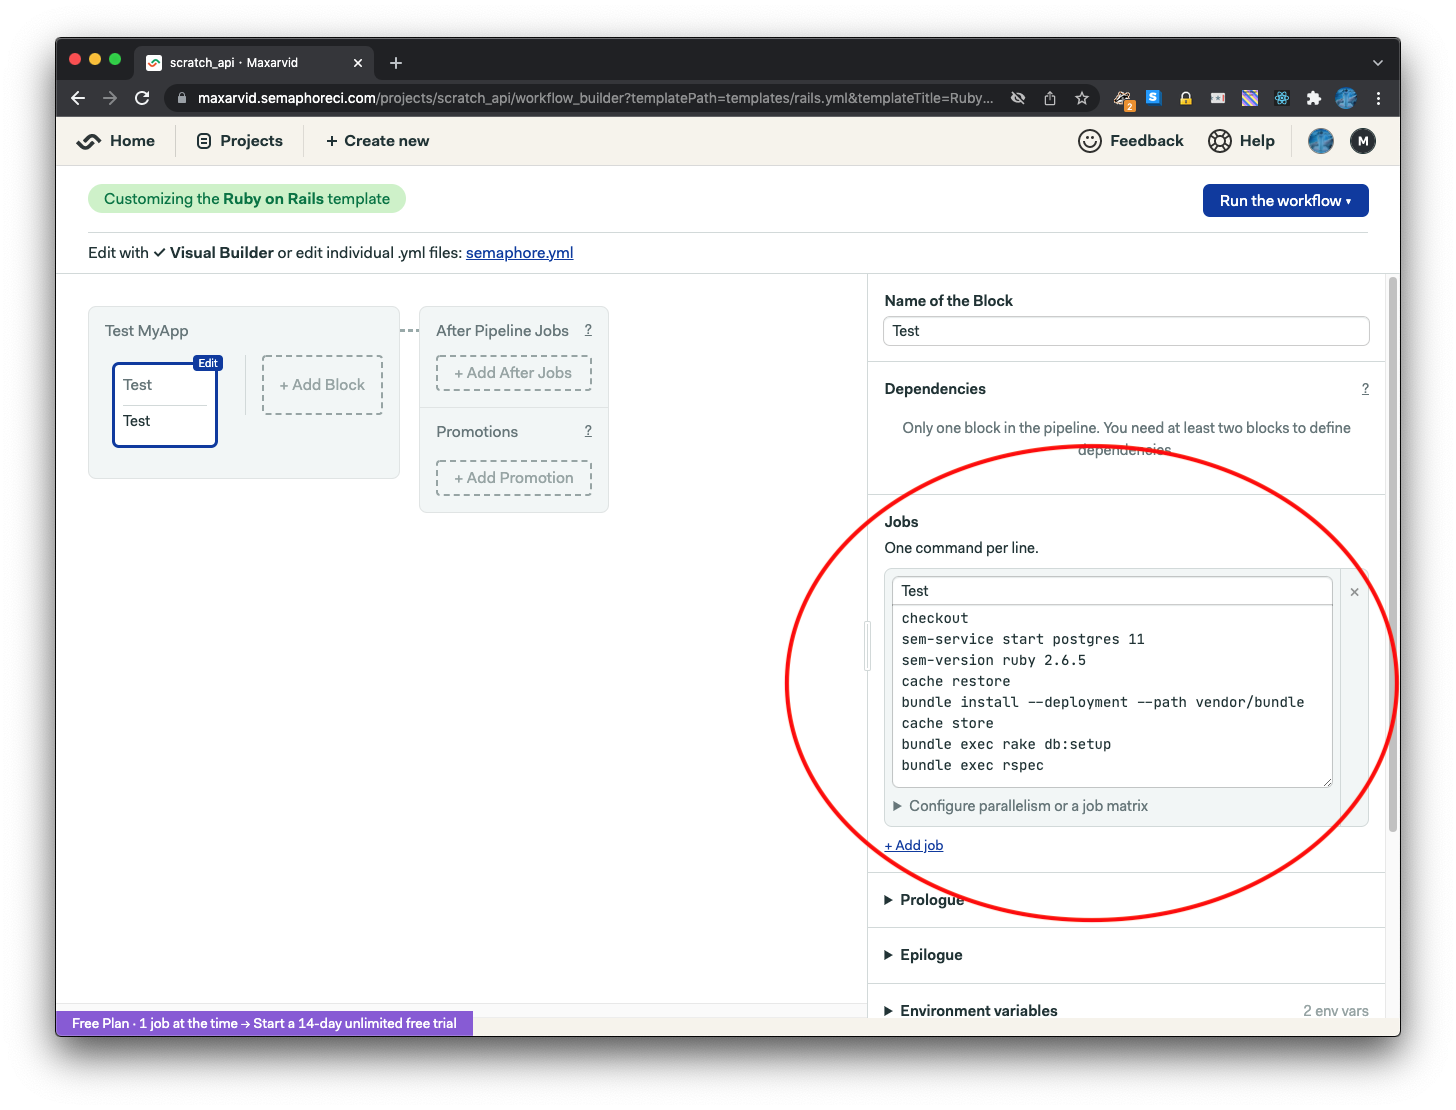 scratch_api · Maxarvid
maxarvid.semaphoreci.com/projects/scratch_api/workflow_builder?templatePath=templates/rails.yml&templateTitle=Ruby...
2
S
Home
Projects
+ Create new
Feedback
Help
M
Customizing the Ruby on Rails template
Run the workflow
Edit with ✓ Visual Builder or edit individual .yml files: semaphore.yml
Test MyApp
Edit
Test
Test
+ Add Block
After Pipeline Jobs ?
+ Add After Jobs
Promotions ?
+ Add Promotion
Name of the Block
Test
Dependencies ?
Only one block in the pipeline. You need at least two blocks to define
dependencies.
Jobs
One command per line.
Test
checkout
sem-service start postgres 11
sem-version ruby 2.6.5
cache restore
bundle install --deployment --path vendor/bundle
cache store
bundle exec rake db:setup
bundle exec rspec
Configure parallelism or a job matrix
+ Add job
Prologue
Epilogue
Environment variables 2 env vars
Free Plan · 1 job at the time → Start a 14-day unlimited free trial